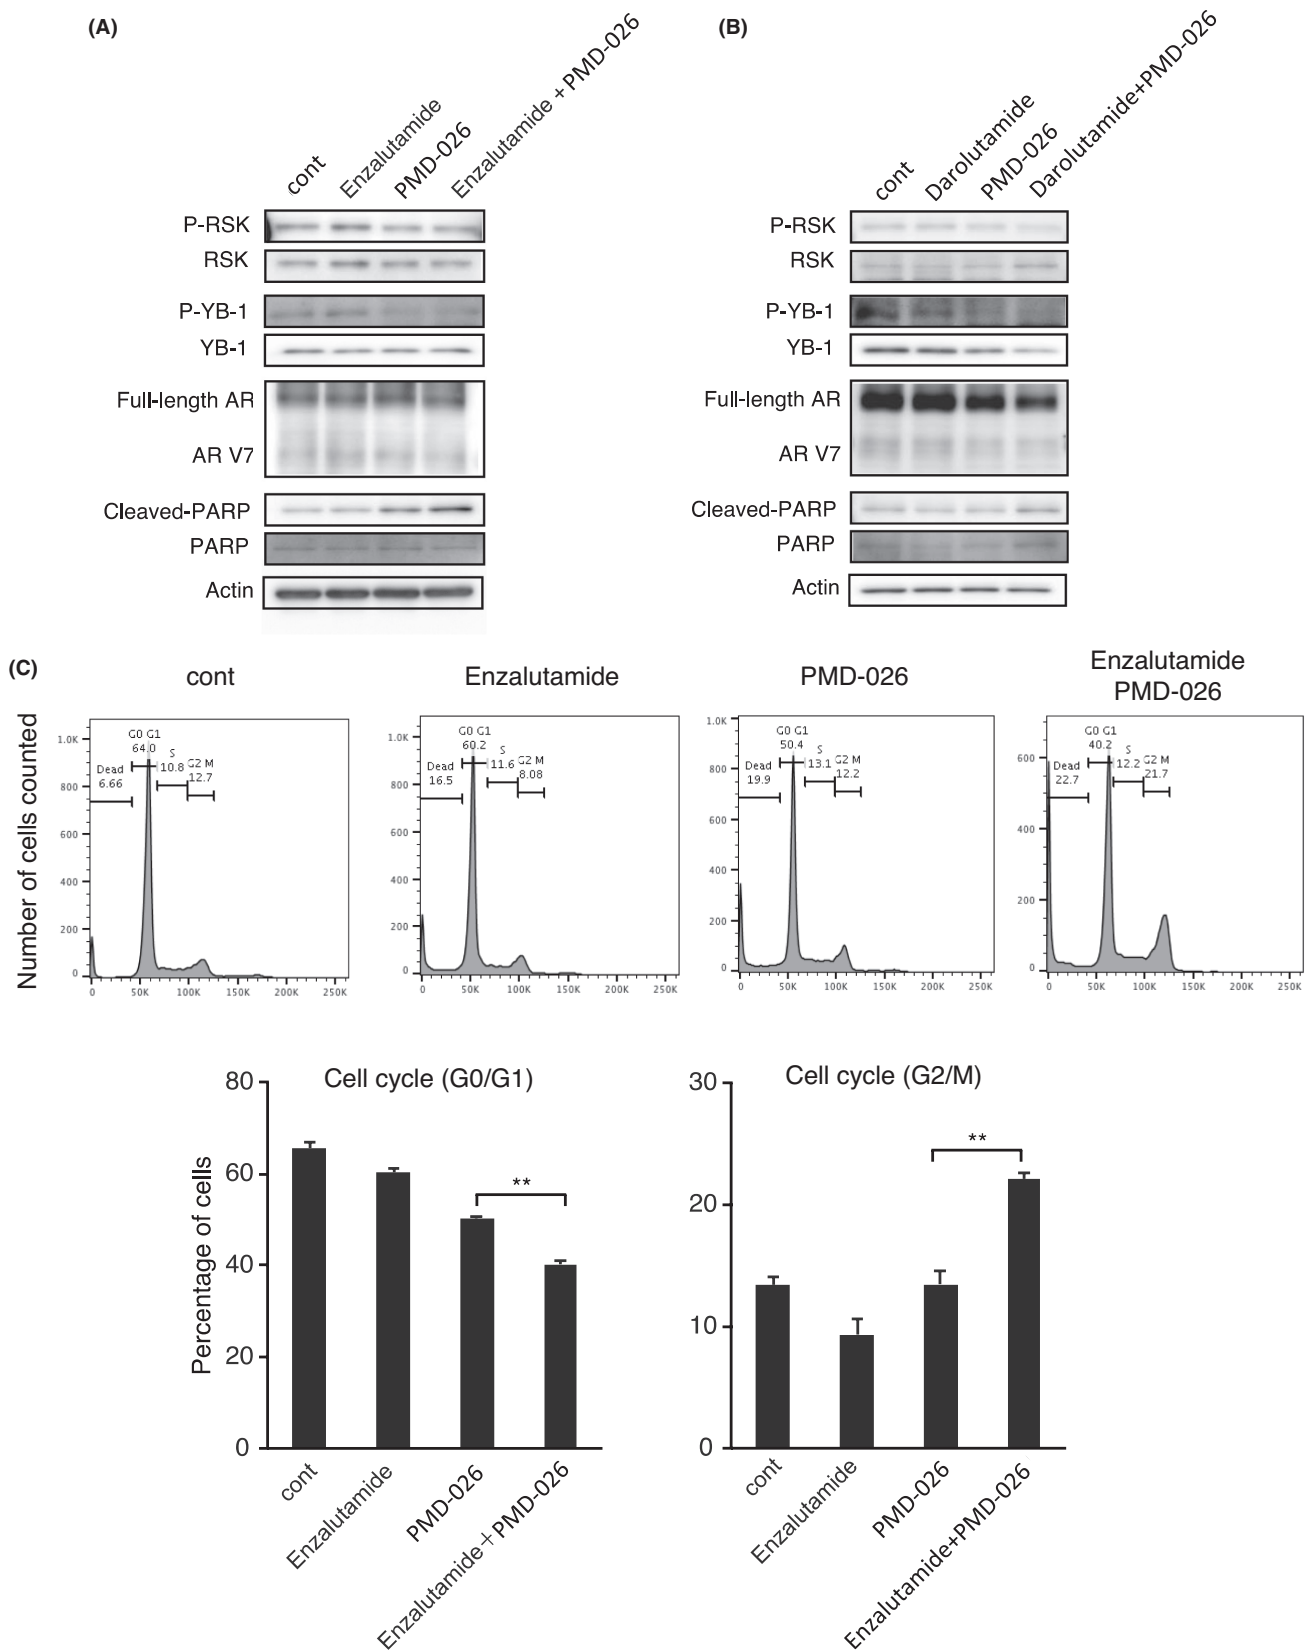 (A)
cont
Enzalutamide
PMD-026
Enzalutamide + PMD-026
P-RSK
RSK
P-YB-1
YB-1
Full-length AR
AR V7
Cleaved-PARP
PARP
Actin
(B)
cont
Darolutamide
PMD-026
Darolutamide+PMD-026
P-RSK
RSK
P-YB-1
YB-1
Full-length AR
AR V7
Cleaved-PARP
PARP
Actin
(C)
Number of cells counted
cont
G0 G1
64.0
S
10.8
G2 M
12.7
Dead
6.66
1.0K
800
600
400
200
0
0 50K 100K 150K 200K 250K
Enzalutamide
G0 G1
60.2
S
11.6
G2 M
8.08
Dead
16.5
1.0K
800
600
400
200
0
0 50K 100K 150K 200K 250K
PMD-026
G0 G1
50.4
S
13.1
G2 M
12.2
Dead
19.9
1.0K
800
600
400
200
0
0 50K 100K 150K 200K 250K
Enzalutamide
PMD-026
G0 G1
40.2
S
12.2
G2 M
21.7
Dead
22.7
600
400
200
0
0 50K 100K 150K 200K 250K
Cell cycle (G0/G1)
Percentage of cells
80
60
40
20
0
**
cont
Enzalutamide
PMD-026
Enzalutamide+PMD-026
Cell cycle (G2/M)
30
20
10
0
**
cont
Enzalutamide
PMD-026
Enzalutamide+PMD-026